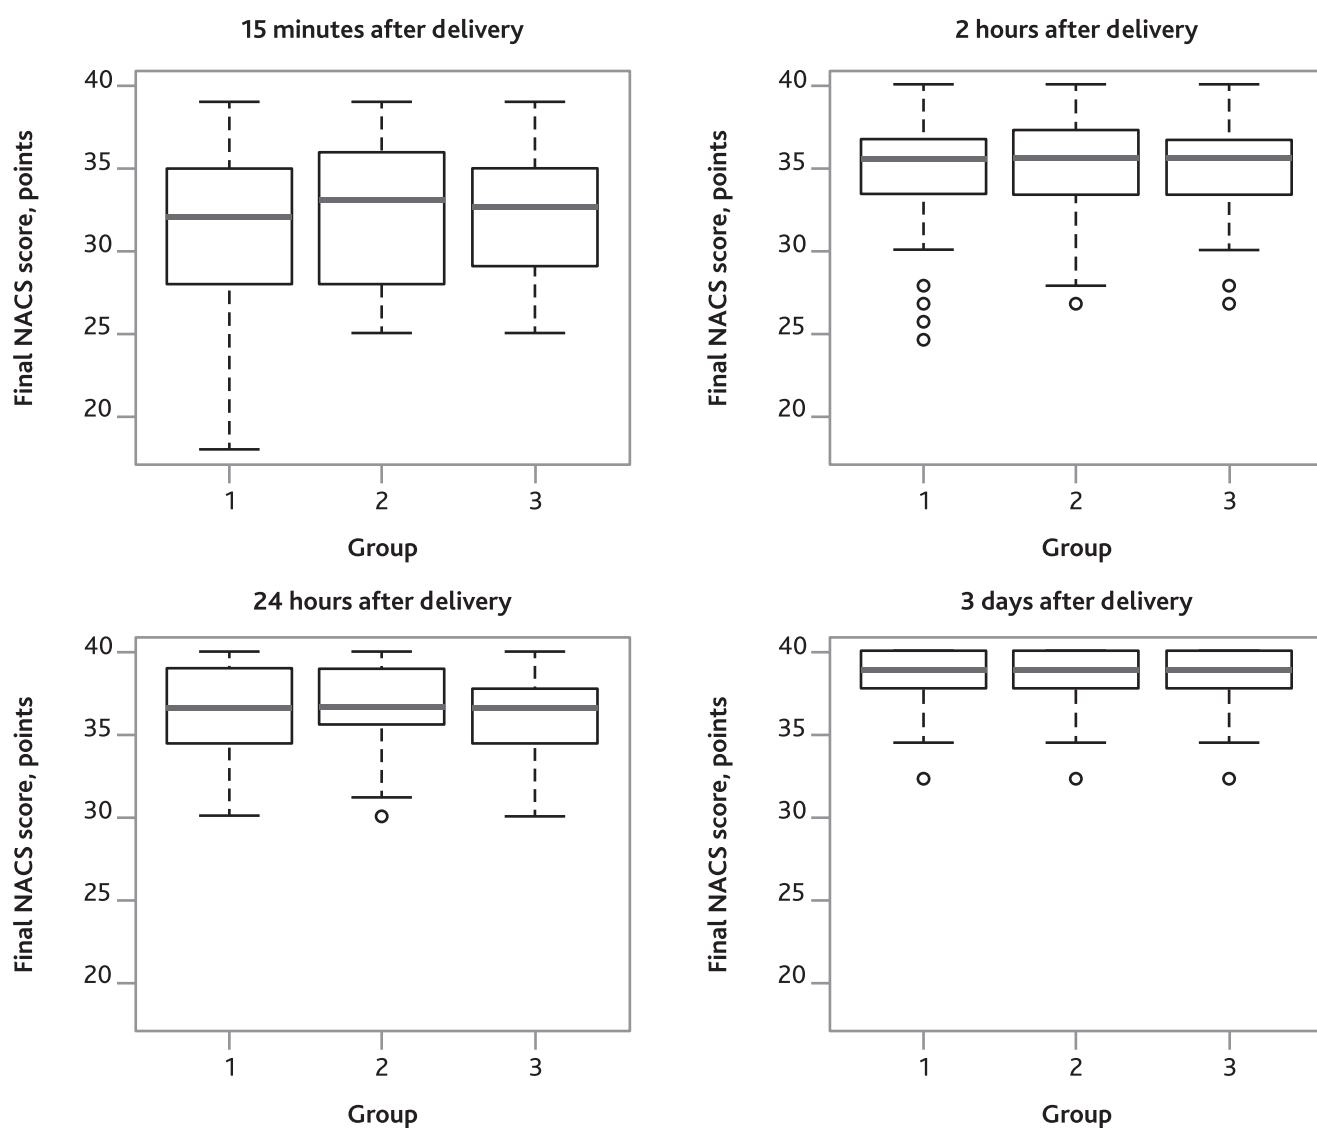 15 minutes after delivery
Final NACS score, points
40
35
30
25
20
1 2 3
Group
2 hours after delivery
Final NACS score, points
40
35
30
25
20
1 2 3
Group
24 hours after delivery
Final NACS score, points
40
35
30
25
20
1 2 3
Group
3 days after delivery
Final NACS score, points
40
35
30
25
20
1 2 3
Group